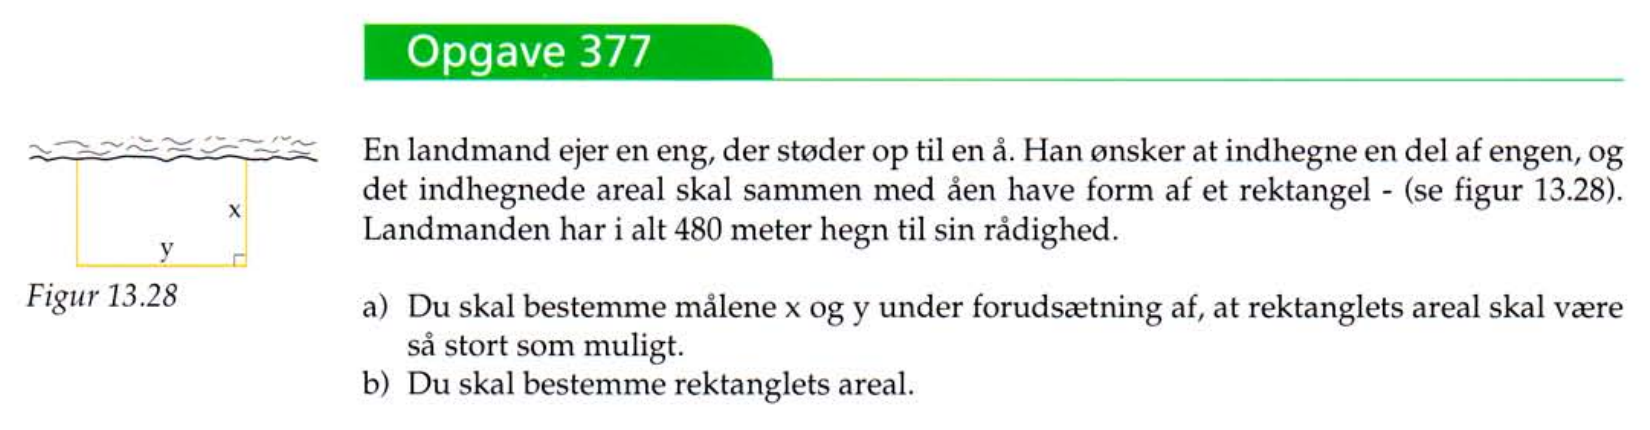 Opgave 377
En landmand ejer en eng, der støder op til en å. Han ønsker at indhegne en del af engen, og
det indhegnede areal skal sammen med åen have form af et rektangel - (se figur 13.28).
Landmanden har i alt 480 meter hegn til sin rådighed.
x
y
Figur 13.28
a) Du skal bestemme målene x og y under forudsætning af, at rektanglets areal skal være
så stort som muligt.
b) Du skal bestemme rektanglets areal.